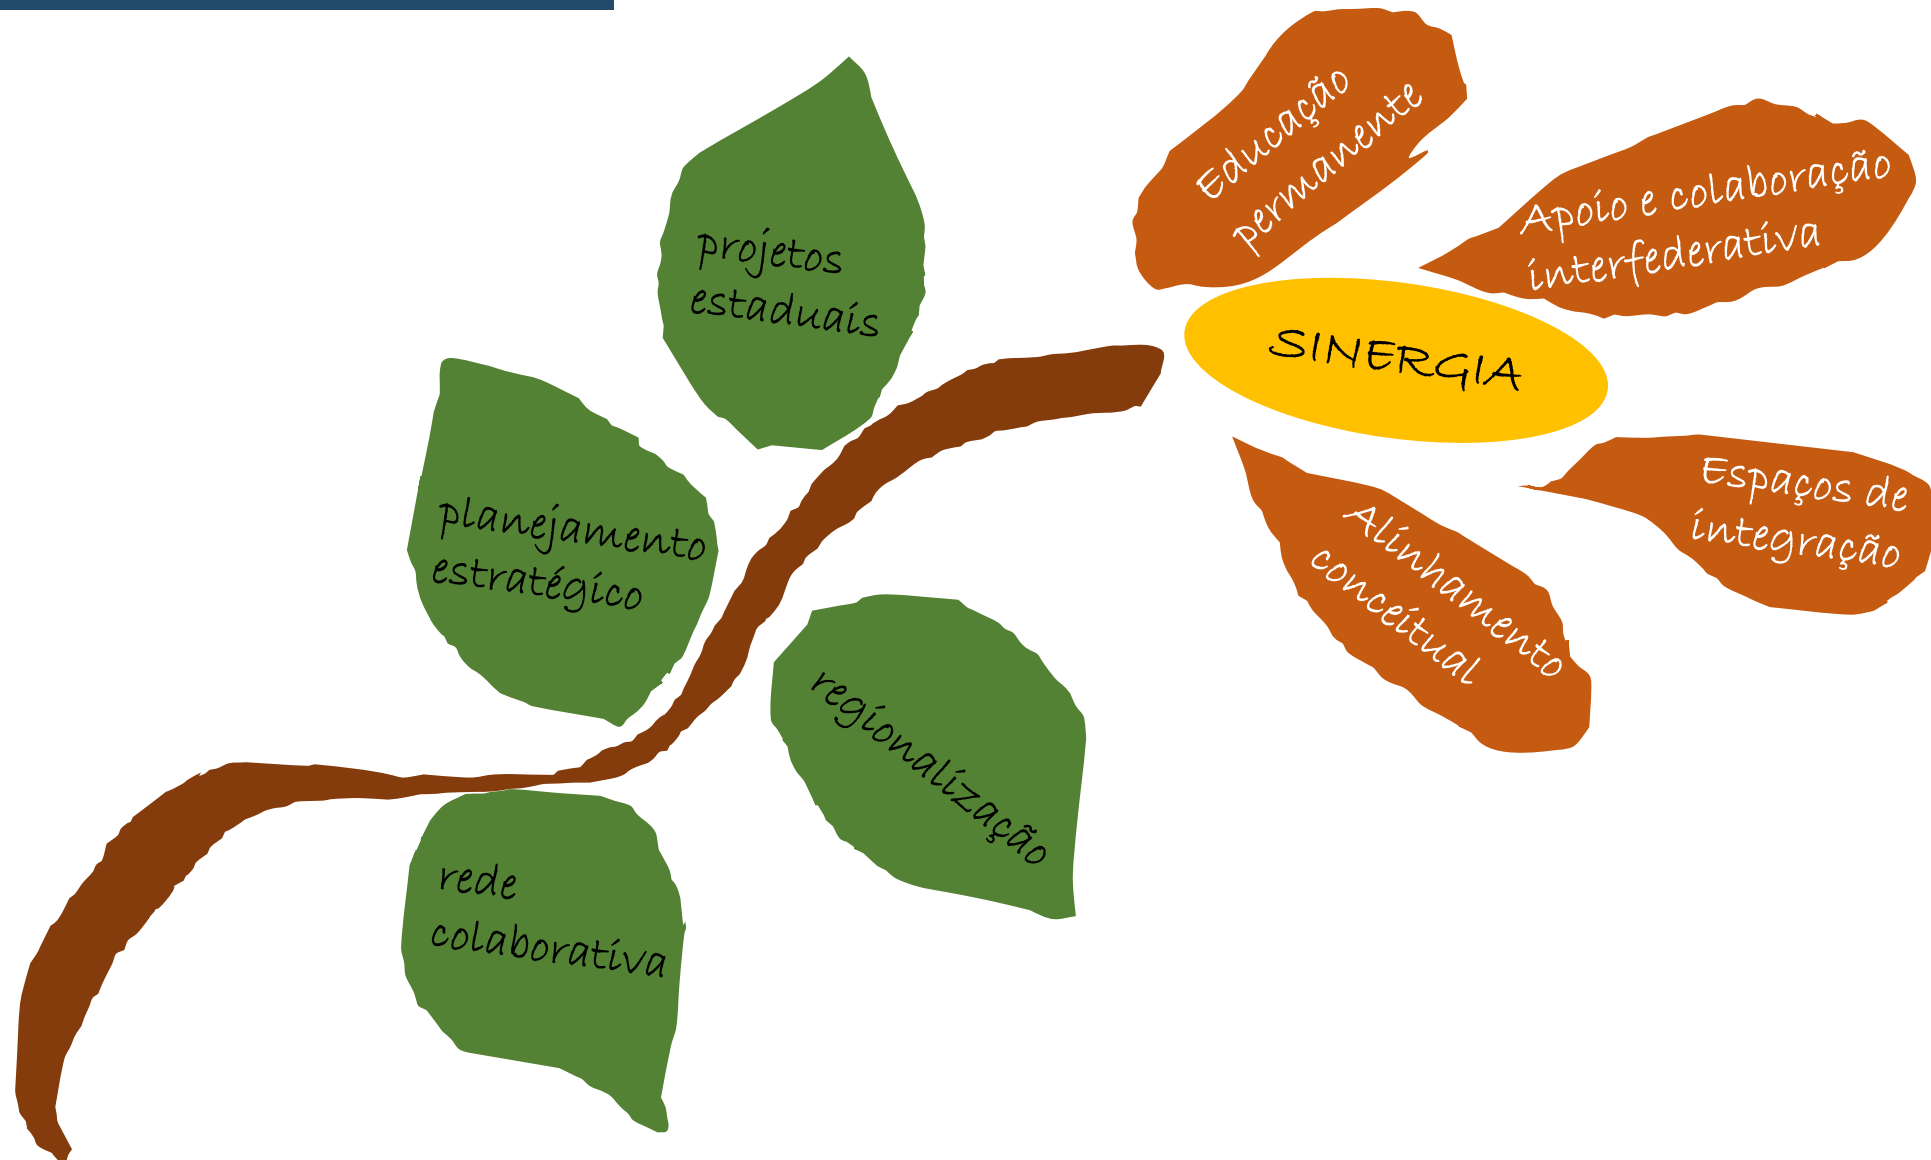 Educação
permanente
Apoio e colaboração
interfederativa
projetos
estaduais
SINERGIA
Espaços de
integração
Alinhamento
conceitual
planejamento
estratégico
regionalização
rede
colaborativa